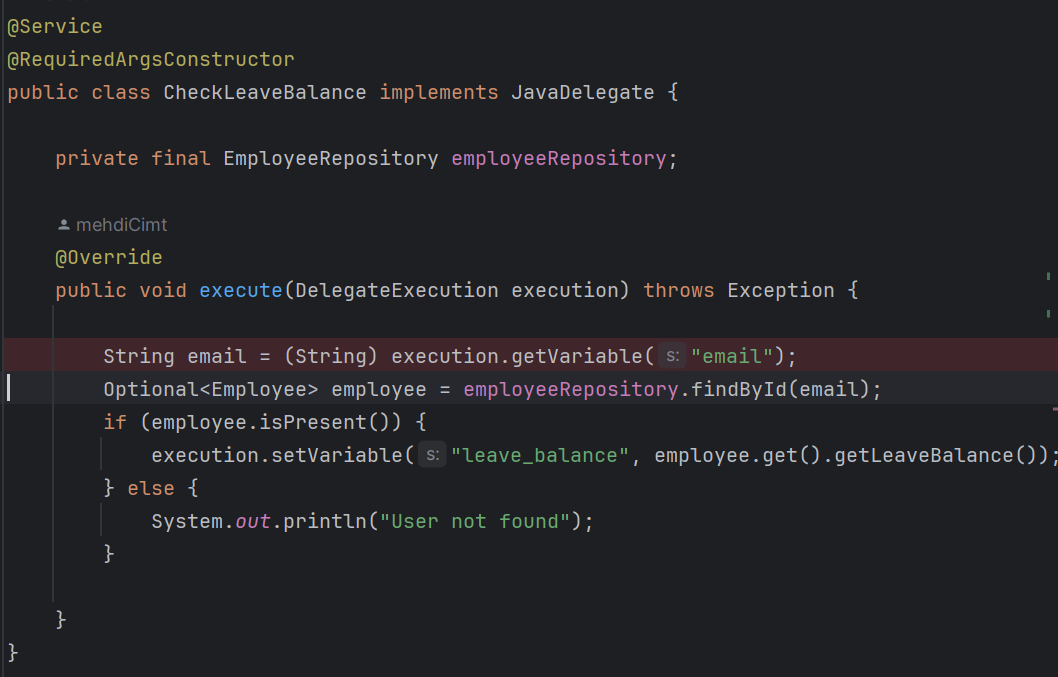 @Service
@RequiredArgsConstructor
public class CheckLeaveBalance implements JavaDelegate {
private final EmployeeRepository employeeRepository;
mehdiCimt
@Override
public void execute(DelegateExecution execution) throws Exception {
String email = (String) execution.getVariable( s: "email");
Optional<Employee> employee = employeeRepository.findById(email);
if (employee.isPresent()) {
execution.setVariable( s: "leave_balance", employee.get().getLeaveBalance());
} else {
System.out.println("User not found");
}
}
}